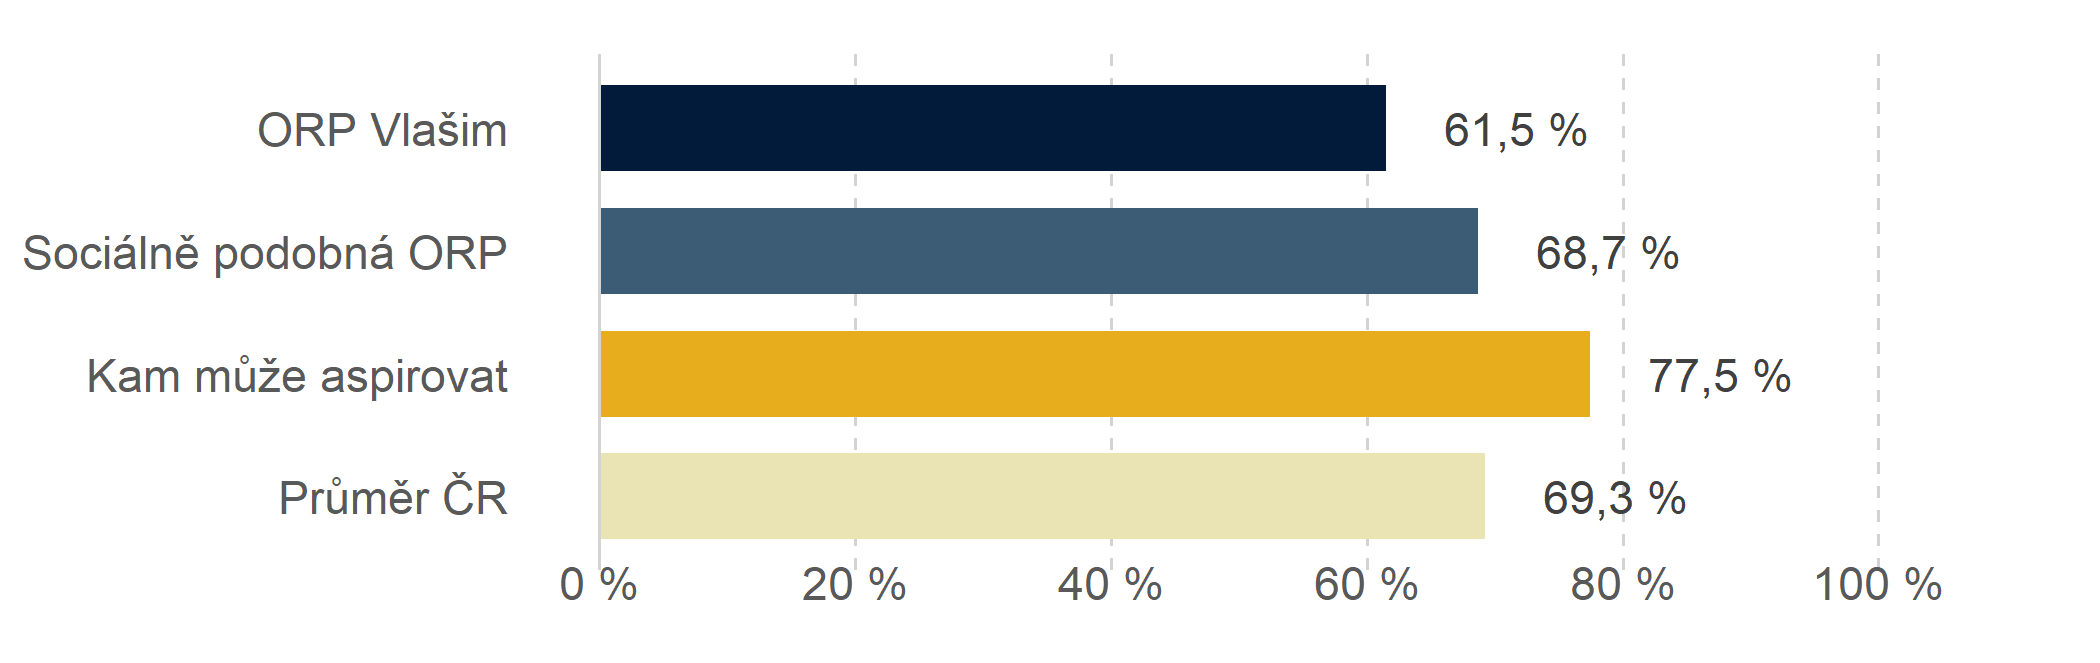 ORP Vlašim
61,5 %
Sociálně podobná ORP
68,7 %
Kam může aspirovat
77,5 %
Průměr ČR
69,3 %
0 %
20 %
40 %
60 %
80 %
100 %